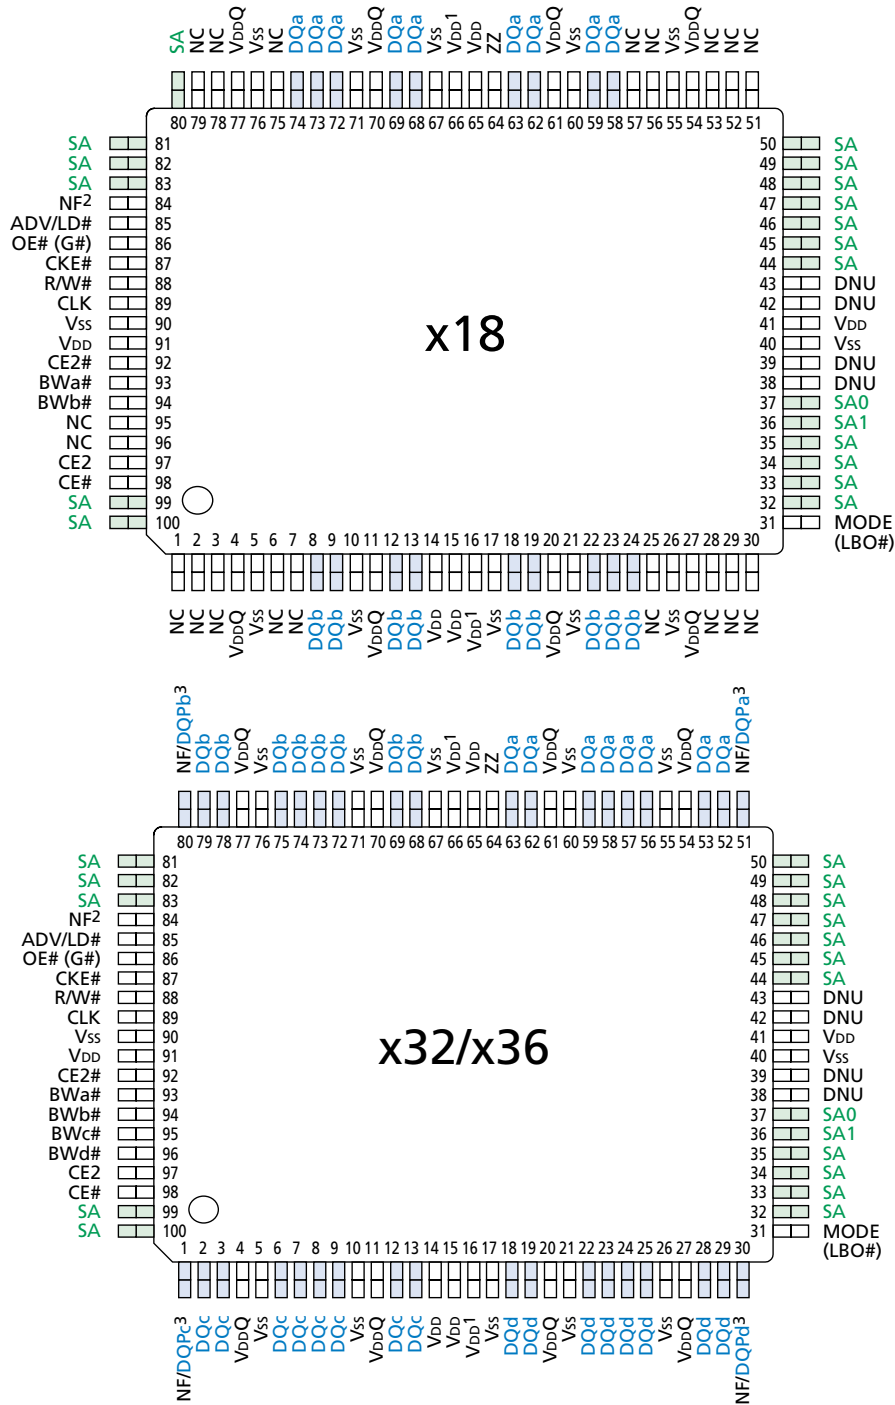 SA NC NC VDDQ VSS NC DQa DQa DQa VSS VDDQ DQa DQa VSS VDD1 VDD ZZ DQa DQa VDDQ VSS DQa DQa NC NC VSS VDDQ NC NC NC
80 79 78 77 76 75 74 73 72 71 70 69 68 67 66 65 64 63 62 61 60 59 58 57 56 55 54 53 52 51
SA 81 50 SA
SA 82 49 SA
SA 83 48 SA
NF2 84 47 SA
ADV/LD# 85 46 SA
OE# (G#) 86 45 SA
CKE# 87 44 SA
R/W# 88 43 DNU
CLK 89 42 DNU
VSS 90 41 VDD
x18
VDD 91 40 VSS
CE2# 92 39 DNU
BWa# 93 38 DNU
BWb# 94 37 SA0
NC 95 36 SA1
NC 96 35 SA
CE2 97 34 SA
CE# 98 33 SA
SA 99 32 SA
SA 100 31 MODE
(LBO#)
1 2 3 4 5 6 7 8 9 10 11 12 13 14 15 16 17 18 19 20 21 22 23 24 25 26 27 28 29 30
NC NC NC VDDQ VSS NC NC DQb DQb VSS VDDQ DQb DQb VDD VDD VDD1 VSS DQb DQb VDDQ VSS DQb DQb DQb NC VSS VDDQ NC NC NC
NF/DQPb3 DQb DQb VDDQ VSS DQb DQb DQb DQb VSS VDDQ DQb DQb VSS VDD1 VDD ZZ DQa DQa VDDQ VSS DQa DQa DQa DQa VSS VDDQ DQa DQa NF/DQPa3
80 79 78 77 76 75 74 73 72 71 70 69 68 67 66 65 64 63 62 61 60 59 58 57 56 55 54 53 52 51
SA 81 50 SA
SA 82 49 SA
SA 83 48 SA
NF2 84 47 SA
ADV/LD# 85 46 SA
OE# (G#) 86 45 SA
CKE# 87 44 SA
R/W# 88 43 DNU
CLK 89 42 DNU
VSS 90 41 VDD
x32/x36
VDD 91 40 VSS
CE2# 92 39 DNU
BWa# 93 38 DNU
BWb# 94 37 SA0
BWc# 95 36 SA1
BWd# 96 35 SA
CE2 97 34 SA
CE# 98 33 SA
SA 99 32 SA
SA 100 31 MODE
(LBO#)
1 2 3 4 5 6 7 8 9 10 11 12 13 14 15 16 17 18 19 20 21 22 23 24 25 26 27 28 29 30
NF/DQPc3 DQc DQc VDDQ VSS DQc DQc DQc DQc VSS VDDQ DQc DQc VDD VDD VDD1 VSS DQd DQd VDDQ VSS DQd DQd DQd DQd VSS VDDQ DQd DQd NF/DQPd3